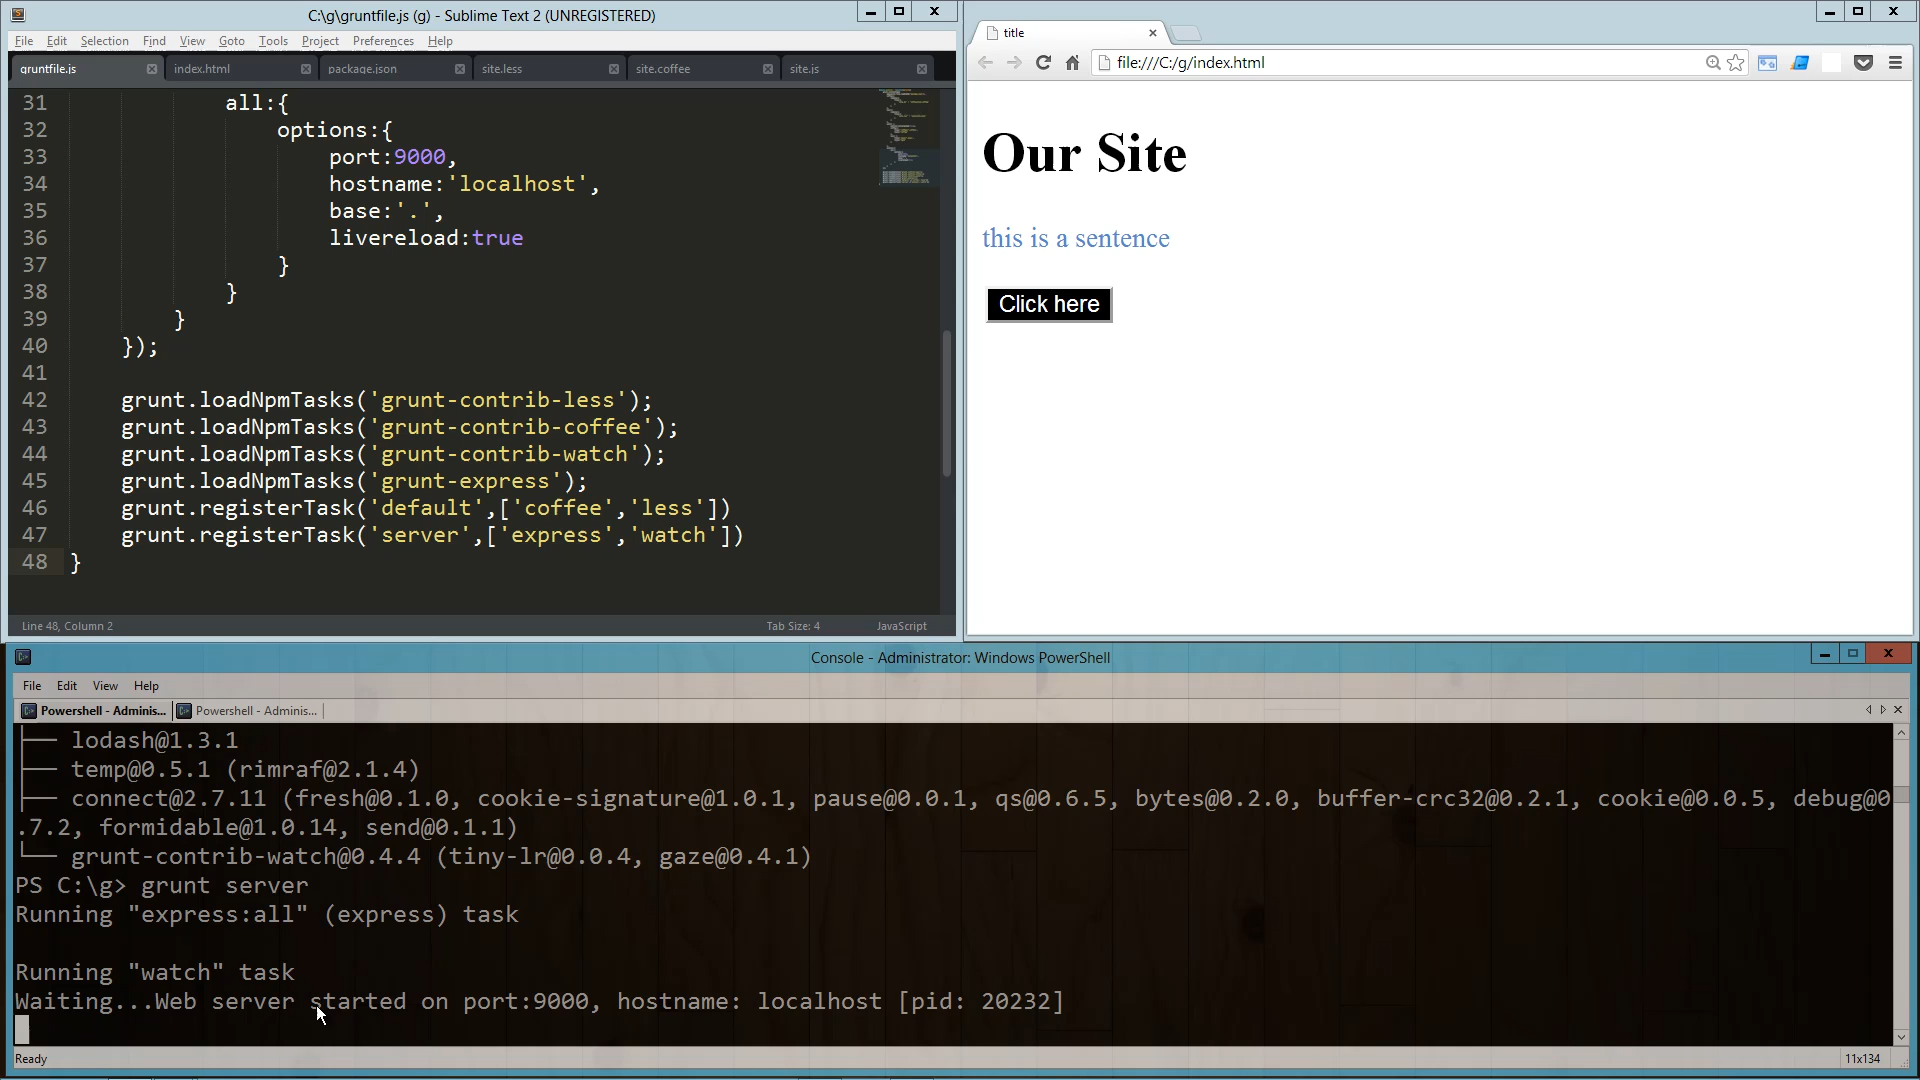 C:\g\gruntfile.js (g) - Sublime Text 2 (UNREGISTERED)
File Edit Selection Find View Goto Tools Project Preferences Help
gruntfile.js index.html package.json site.less site.coffee site.js
31 all:{
32 options:{
33 port:9000,
34 hostname:'localhost',
35 base:'.',
36 livereload:true
37 }
38 }
39 }
40 });
41
42 grunt.loadNpmTasks('grunt-contrib-less');
43 grunt.loadNpmTasks('grunt-contrib-coffee');
44 grunt.loadNpmTasks('grunt-contrib-watch');
45 grunt.loadNpmTasks('grunt-express');
46 grunt.registerTask('default',['coffee','less'])
47 grunt.registerTask('server',['express','watch'])
48 }
Line 48, Column 2 Tab Size: 4 JavaScript
title
file:///C:/g/index.html
Our Site
this is a sentence
Click here
Console - Administrator: Windows PowerShell
File Edit View Help
Powershell - Adminis... Powershell - Adminis...
├── lodash@1.3.1
├── temp@0.5.1 (rimraf@2.1.4)
├── connect@2.7.11 (fresh@0.1.0, cookie-signature@1.0.1, pause@0.0.1, qs@0.6.5, bytes@0.2.0, buffer-crc32@0.2.1, cookie@0.0.5, debug@0
.7.2, formidable@1.0.14, send@0.1.1)
└── grunt-contrib-watch@0.4.4 (tiny-lr@0.0.4, gaze@0.4.1)
PS C:\g> grunt server
Running "express:all" (express) task
Running "watch" task
Waiting...Web server started on port:9000, hostname: localhost [pid: 20232]
Ready 11x134